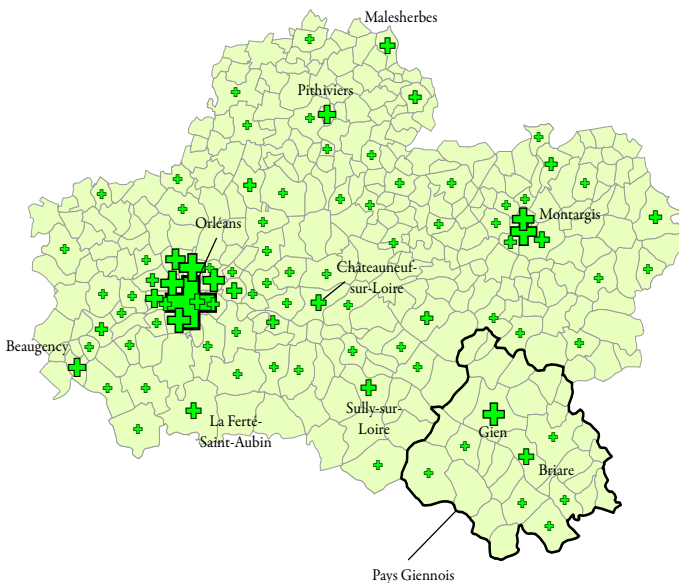 Malesherbes
Pithiviers
Orléans
Montargis
Châteauneuf-
sur-Loire
Beaugency
La Ferté-
Saint-Aubin
Sully-sur-
Loire
Gien
Briare
Pays Giennois